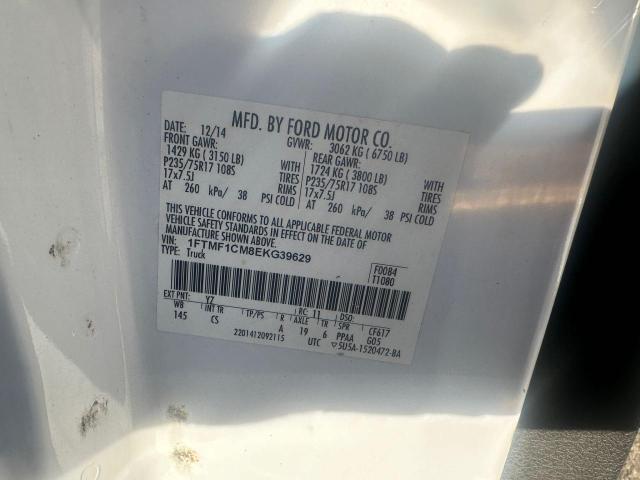 MFD. BY FORD MOTOR CO.
DATE: 12/14 GVWR: 3062 KG ( 6750 LB)
FRONT GAWR: REAR GAWR:
1429 KG ( 3150 LB) WITH 1724 KG ( 3800 LB) WITH
P235/75R17 108S TIRES P235/75R17 108S TIRES
17x7.5J RIMS 17x7.5J RIMS
AT 260 kPa/ 38 PSI COLD AT 260 kPa/ 38 PSI COLD
THIS VEHICLE CONFORMS TO ALL APPLICABLE FEDERAL MOTOR
VEHICLE SAFETY STANDARDS IN EFFECT ON THE DATE OF
MANUFACTURE SHOWN ABOVE.
VIN: 1FTMF1CM8EKG39629
TYPE: Truck
F0084
T1080
EXT PNT: YZ RC: 11 DSO:
WB INT TR TP/PS R AXLE TR SPR CF617
145 CS A 19 6 PPAA G05
2201412092115 UTC ▽5U5A-1520472-BA